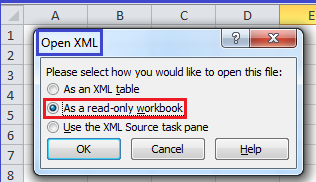 A B C D E
1
2
3
4
5
6
7
8
Open XML
?
Please select how you would like to open this file:
As an XML table
As a read-only workbook
Use the XML Source task pane
OK Cancel Help